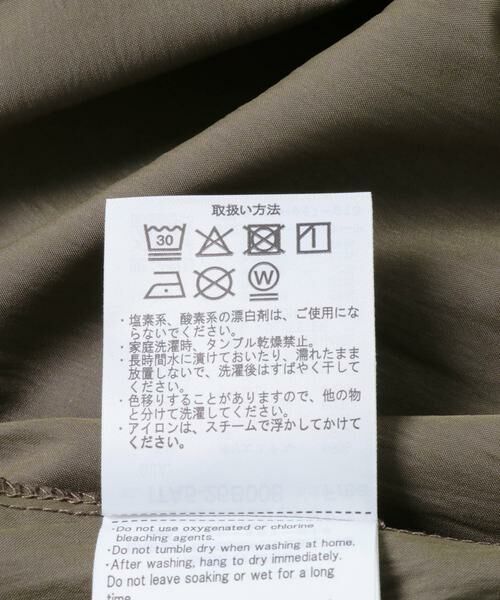 取扱い方法
30
W
・塩素系、酸素系の漂白剤は、ご使用にな
らないでください。
・家庭洗濯時、タンブル乾燥禁止。
・長時間水に漬けておいたり、濡れたまま
放置しないで、洗濯後はすばやく干して
ください。
・色移りすることがありますので、他の物
と分けて洗濯してください。
・アイロンは、スチームで浮かしてかけて
ください。
・Do not use oxygenated or chlorine
bleaching agents.
・Do not tumble dry when washing at home.
・After washing, hang to dry immediately.
Do not leave soaking or wet for a long
time.